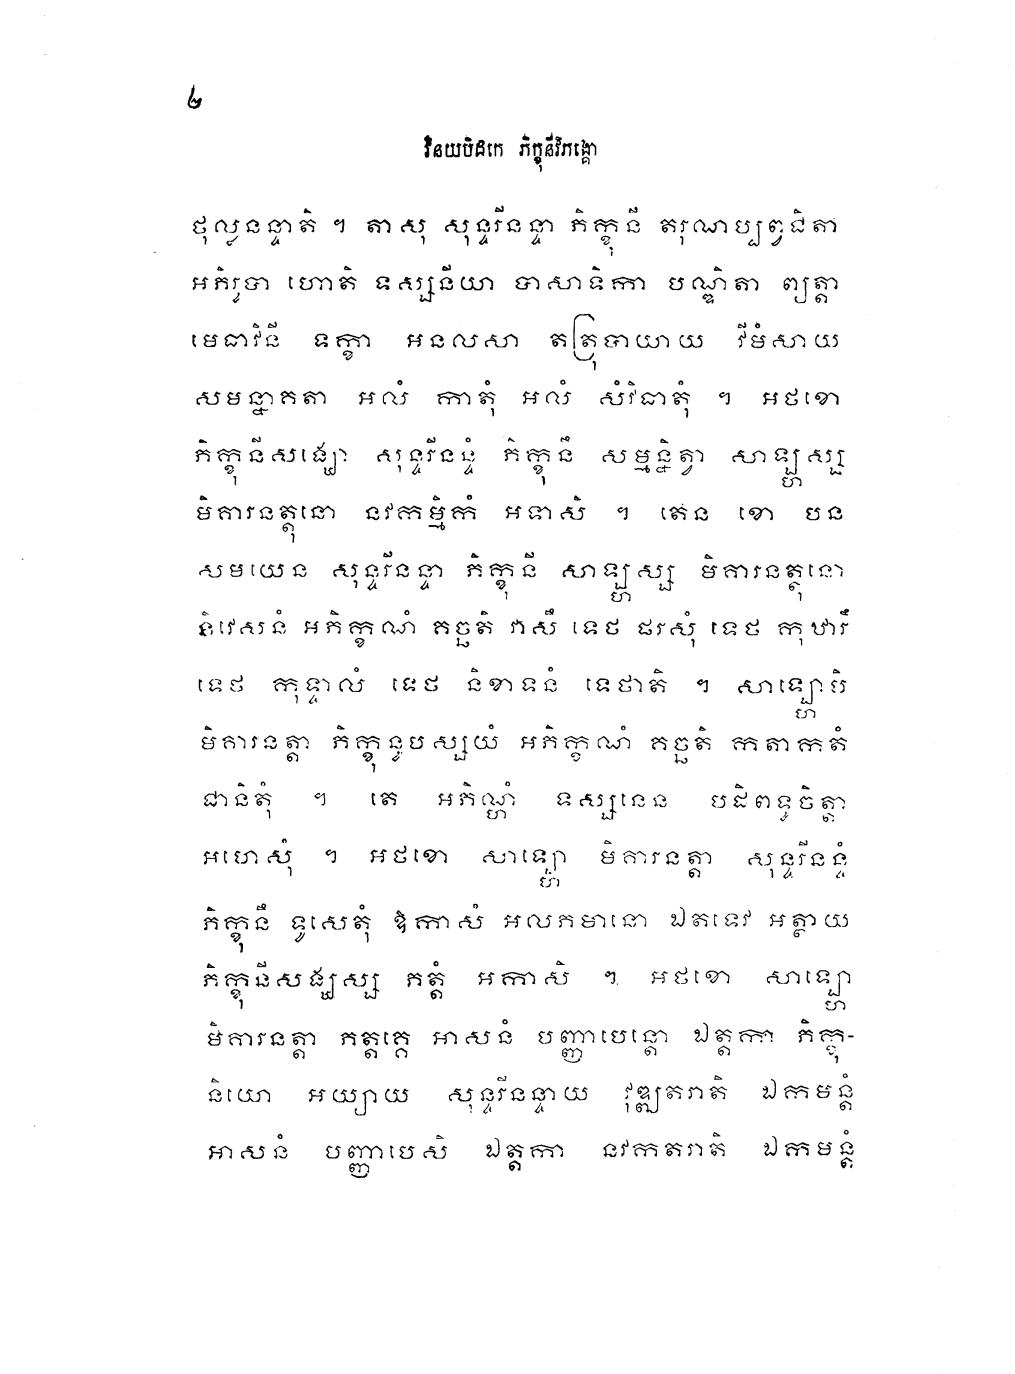 ២
វិនយបិដកេ ភិក្ខុនីវិភង្គោ
ថុល្លនន្ទាតិ ។ តាសុ សុន្ទរីនន្ទា ភិក្ខុនី តរុណប្បព្វជិតា
អភិរូបា ហោតិ ទស្សនីយា បាសាទិកា បណ្ឌិតា ព្យត្តា
មេធាវិនី ទក្ខា អនលសា តត្រុបាយាយ វីមំសាយ
សមន្នាគតា អលំ កាតុំ អលំ សំវិធាតុំ ។ អថខោ
ភិក្ខុនីសង្ឃោ សុន្ទរីនន្ទំ ភិក្ខុនឹ សម្មន្និត្វា សាឡ្ហស្ស
មិគារនត្តុនោ នវកម្មិកំ អទាសិ ។ តេន ខោ បន
សមយេន សុន្ទរីនន្ទា ភិក្ខុនី សាឡ្ហស្ស មិគារនត្តុនោ
និវេសនំ អភិក្ខណំ គច្ឆតិ វាសឹ ទេថ ផរសុំ ទេថ កុឋារឹ
ទេថ កុទ្ទាលំ ទេថ និខាទនំ ទេថាតិ ។ សាឡ្ហោបិ
មិគារនត្តា ភិក្ខុនូបស្សយំ អភិក្ខណំ គច្ឆតិ កតាកតំ
ជានិតុំ ។ តេ អភិណ្ហំ ទស្សនេន បដិពទ្ធចិត្តា
អហេសុំ ។ អថខោ សាឡ្ហោ មិគារនត្តា សុន្ទរីនន្ទំ
ភិក្ខុនឹ ទូសេតុំ ឱកាសំ អលភមានោ ឯតទេវ អត្ថាយ
ភិក្ខុនីសង្ឃស្ស ភត្តំ អកាសិ ។ អថខោ សាឡ្ហោ
មិគារនត្តា ភត្តគ្គេ អាសនំ បញ្ញាបេន្តោ ឯត្តកា ភិក្ខុ-
និយោ អយ្យាយ សុន្ទរីនន្ទាយ វុឌ្ឍតរាតិ ឯកមន្តំ
អាសនំ បញ្ញាបេសិ ឯត្តកា នវកតរាតិ ឯកមន្តំ